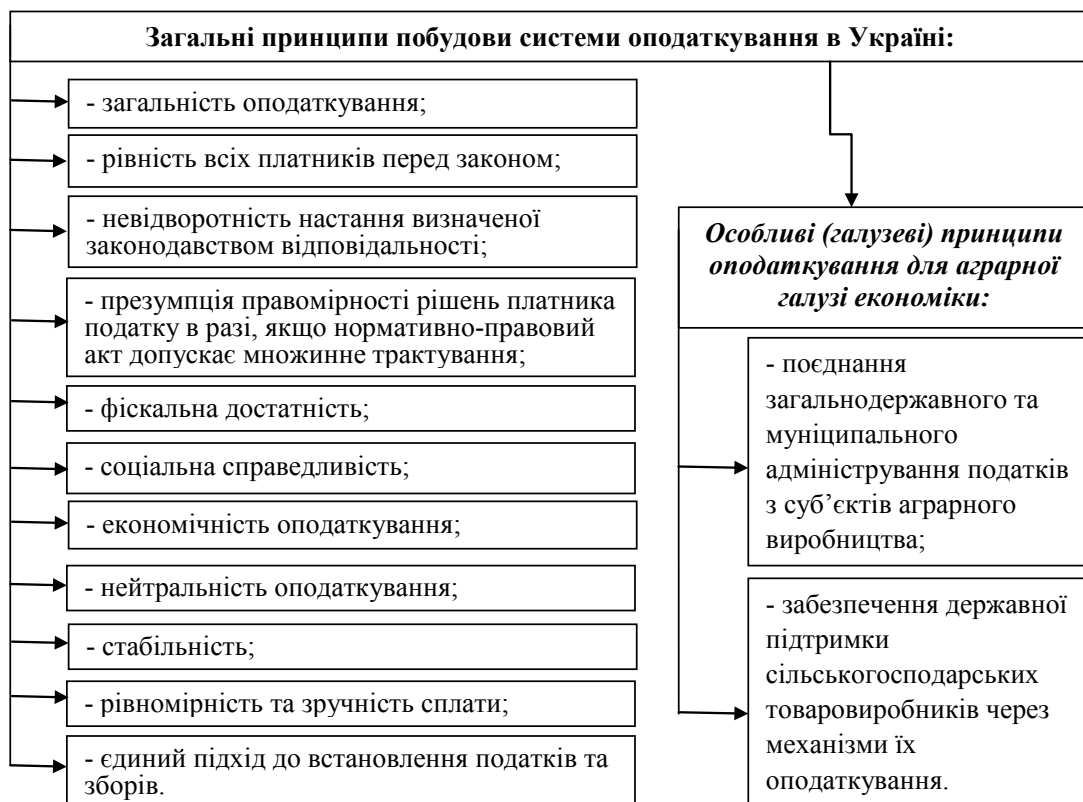 Загальні принципи побудови системи оподаткування в Україні:
- загальність оподаткування;
- рівність всіх платників перед законом;
- невідворотність настання визначеної
законодавством відповідальності;
- презумпція правомірності рішень платника
податку в разі, якщо нормативно-правовий
акт допускає множинне трактування;
- фіскальна достатність;
- соціальна справедливість;
- економічність оподаткування;
- нейтральність оподаткування;
- стабільність;
- рівномірність та зручність сплати;
- єдиний підхід до встановлення податків та
зборів.
Особливі (галузеві) принципи
оподаткування для аграрної
галузі економіки:
- поєднання
загальнодержавного та
муніципального
адміністрування податків
з суб’єктів аграрного
виробництва;
- забезпечення державної
підтримки
сільськогосподарських
товаровиробників через
механізми їх
оподаткування.